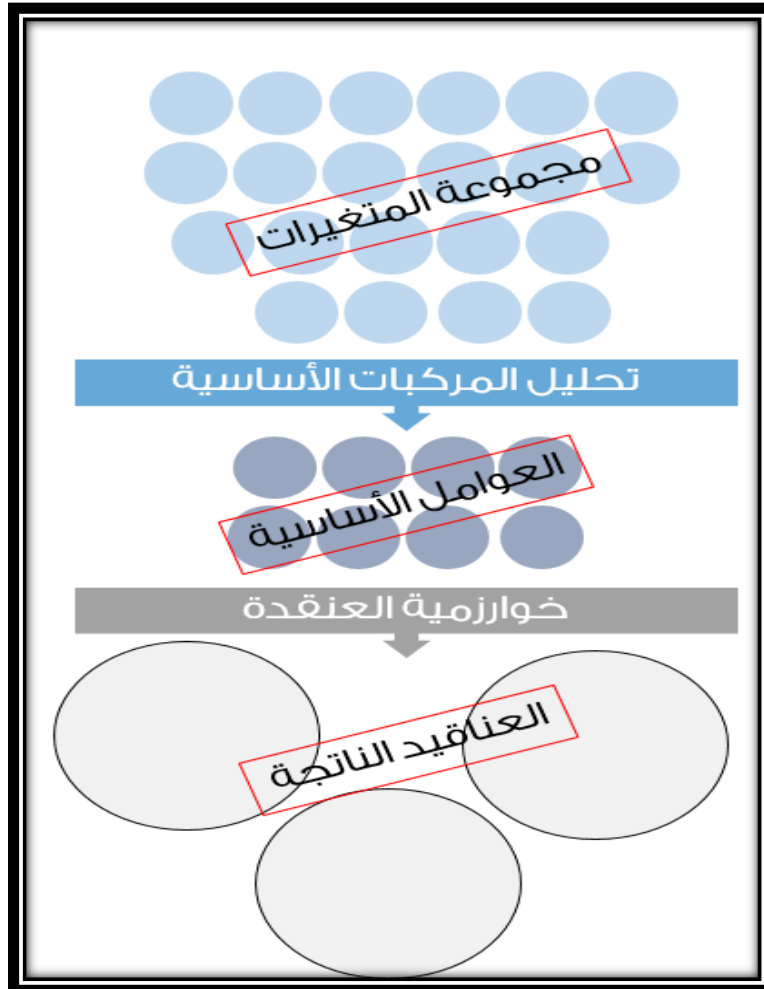 مجموعة المتغيرات
تحليل المركبات الأساسية
العوامل الأساسية
خوارزمية العنقدة
العناقيد الناتجة